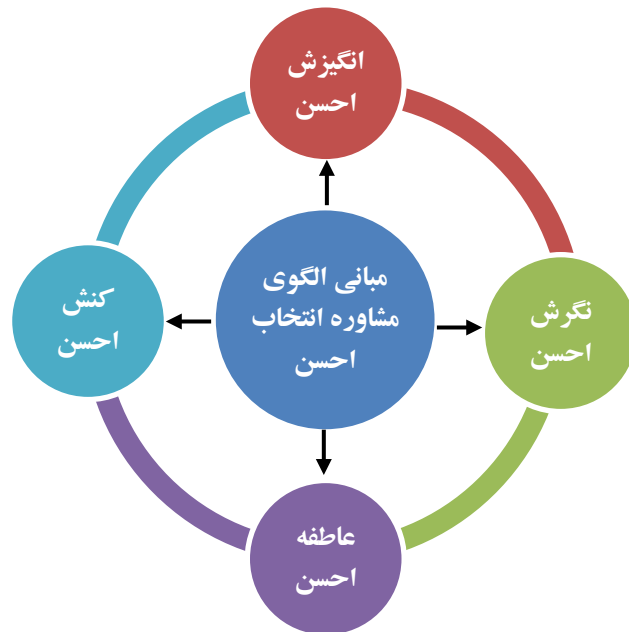 انگیزش
احسن
مبانی الگوی
مشاوره انتخاب
احسن
نگرش
احسن
کنش
احسن
عاطفه
احسن